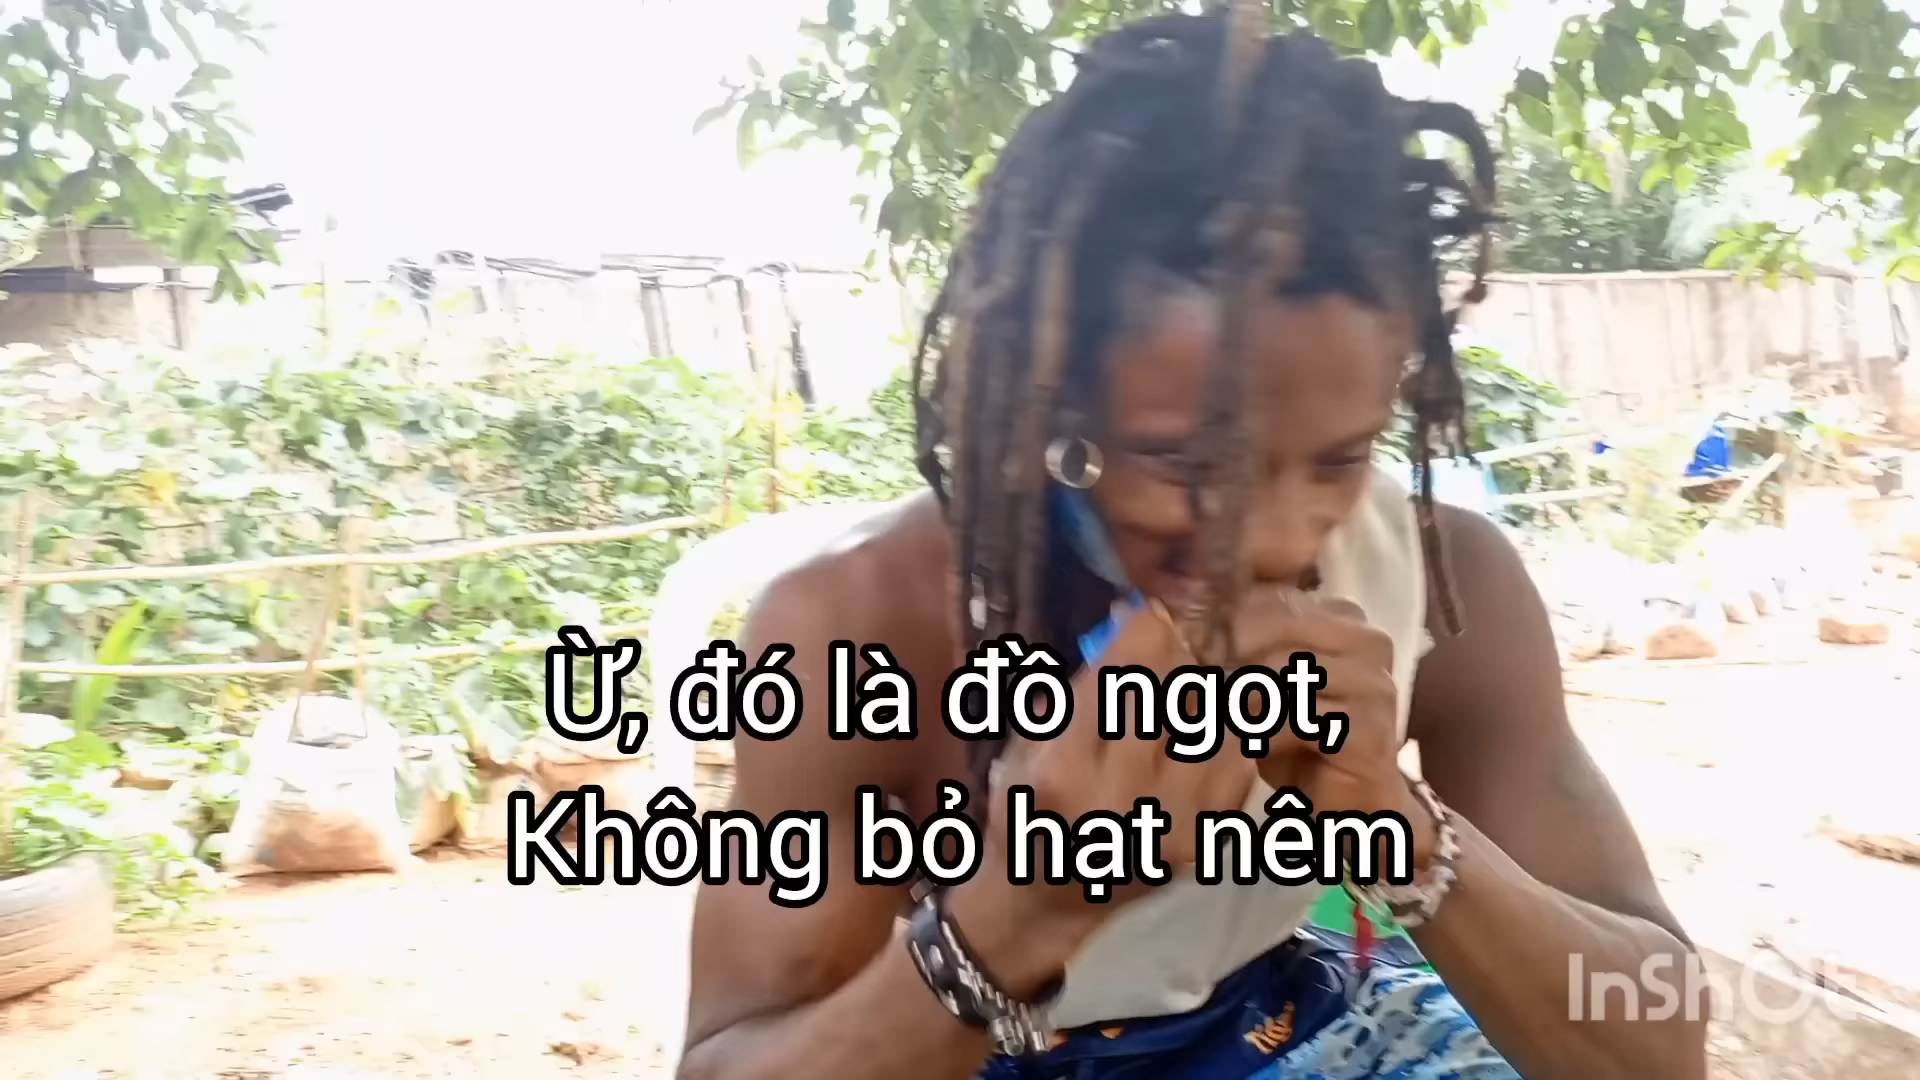 Ừ, đó là đồ ngọt,
Không bỏ hạt nêm
InShOt